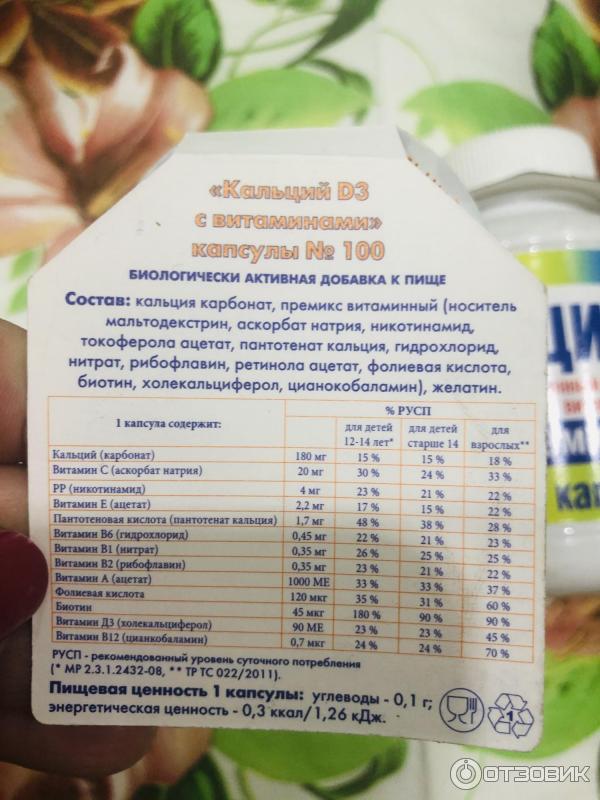 «Кальций D3
с витаминами»
капсулы № 100
БИОЛОГИЧЕСКИ АКТИВНАЯ ДОБАВКА К ПИЩЕ
Состав: кальция карбонат, премикс витаминный (носитель
мальтодекстрин, аскорбат натрия, никотинамид,
токоферола ацетат, пантотенат кальция, гидрохлорид,
нитрат, рибофлавин, ретинола ацетат, фолиевая кислота,
биотин, холекальциферол, цианокобаламин), желатин.
1 капсула содержит:
% РУСП
для детей 12-14 лет*
для детей старше 14
для взрослых**
Кальций (карбонат) 180 мг 15 % 15 % 18 %
Витамин С (аскорбат натрия) 20 мг 30 % 24 % 33 %
РР (никотинамид) 4 мг 23 % 21 % 22 %
Витамин Е (ацетат) 2,2 мг 17 % 15 % 22 %
Пантотеновая кислота (пантотенат кальция) 1,7 мг 48 % 38 % 28 %
Витамин В6 (гидрохлорид) 0,45 мг 22 % 21 % 23 %
Витамин В1 (нитрат) 0,35 мг 26 % 25 % 25 %
Витамин В2 (рибофлавин) 0,35 мг 23 % 21 % 22 %
Витамин А (ацетат) 1000 МЕ 33 % 33 % 37 %
Фолиевая кислота 120 мкг 35 % 31 % 60 %
Биотин 45 мкг 180 % 90 % 90 %
Витамин Д3 (холекальциферол) 90 МЕ 23 % 23 % 45 %
Витамин В12 (цианкобаламин) 0,7 мкг 24 % 24 % 70 %
РУСП - рекомендованный уровень суточного потребления
(* МР 2.3.1.2432-08, ** ТР ТС 022/2011).
Пищевая ценность 1 капсулы: углеводы - 0,1 г;
энергетическая ценность - 0,3 ккал/1,26 кДж.
1
ОТЗОВИК